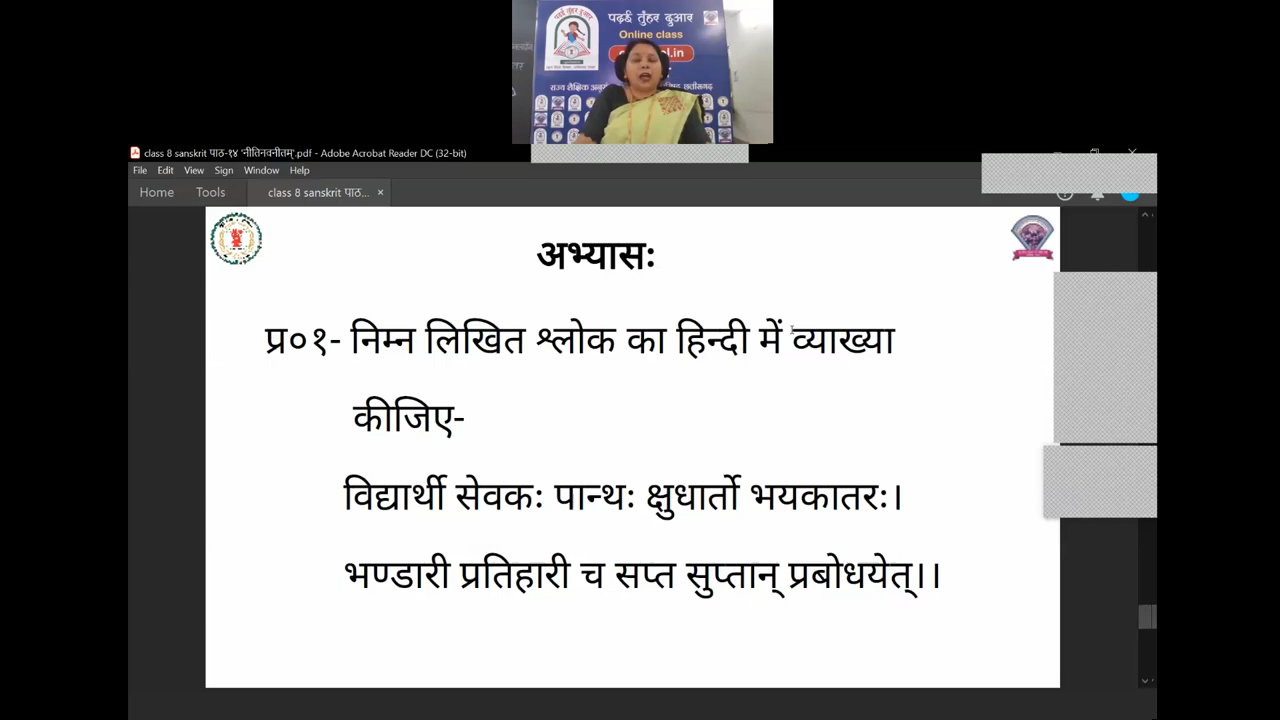 पढ़ई तुंहर दुआर
Online class
class 8 sanskrit पाठ-१४ 'नीतिनवनीतम्'.pdf - Adobe Acrobat Reader DC (32-bit)
File Edit View Sign Window Help
Home Tools class 8 sanskrit पाठ... ×
अभ्यासः
प्र०१- निम्न लिखित श्लोक का हिन्दी में व्याख्या
कीजिए-
विद्यार्थी सेवकः पान्थः क्षुधार्तो भयकातरः।
भण्डारी प्रतिहारी च सप्त सुप्तान् प्रबोधयेत्।।